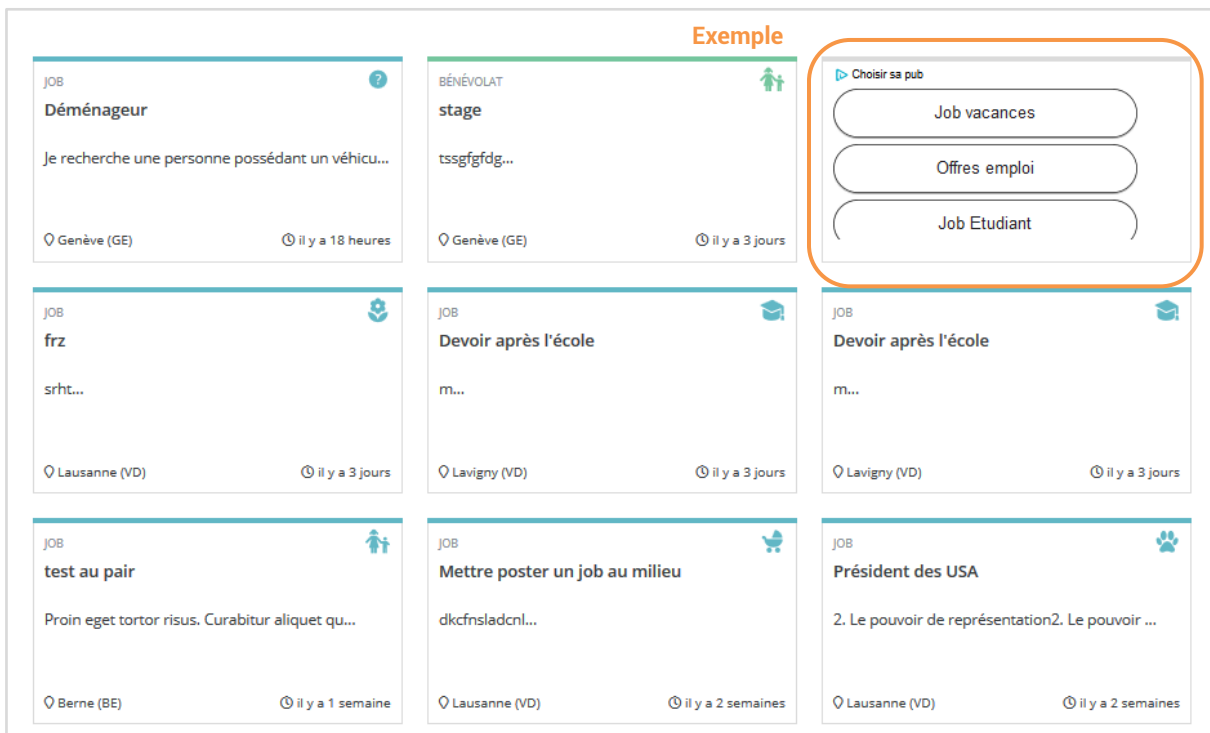 Exemple
JOB
Déménageur
Je recherche une personne possédant un véhicu...
Genève (GE)
il y a 18 heures
BÉNÉVOLAT
stage
tssgfgfdg...
Genève (GE)
il y a 3 jours
Choisir sa pub
Job vacances
Offres emploi
Job Etudiant
JOB
frz
srht...
Lausanne (VD)
il y a 3 jours
JOB
Devoir après l'école
m...
Lavigny (VD)
il y a 3 jours
JOB
Devoir après l'école
m...
Lavigny (VD)
il y a 3 jours
JOB
test au pair
Proin eget tortor risus. Curabitur aliquet qu...
Berne (BE)
il y a 1 semaine
JOB
Mettre poster un job au milieu
dkcfnsladcnl...
Lausanne (VD)
il y a 2 semaines
JOB
Président des USA
2. Le pouvoir de représentation2. Le pouvoir ...
Lausanne (VD)
il y a 2 semaines